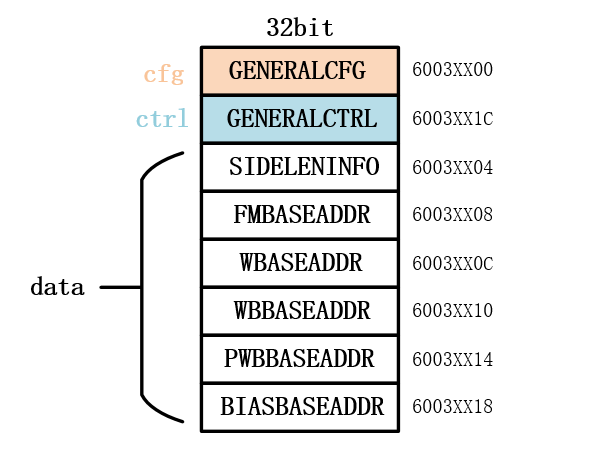 32bit
cfg GENERALCFG 6003XX00
ctrl GENERALCTRL 6003XX1C
SIDELENINFO 6003XX04
FMBASEADDR 6003XX08
WBASEADDR 6003XX0C
data WBBASEADDR 6003XX10
PWBBASEADDR 6003XX14
BIASBASEADDR 6003XX18